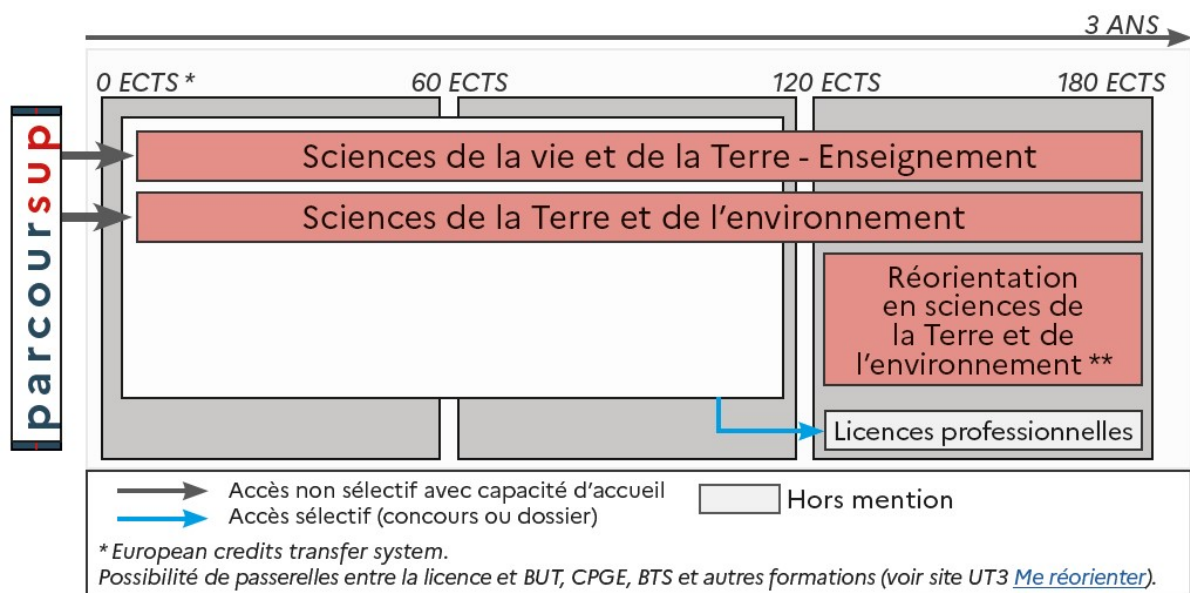 3 ANS
0 ECTS * 60 ECTS 120 ECTS 180 ECTS
parcoursup
Sciences de la vie et de la Terre - Enseignement
Sciences de la Terre et de l'environnement
Réorientation
en sciences de
la Terre et de
l'environnement **
Licences professionnelles
Accès non sélectif avec capacité d'accueil
Hors mention
Accès sélectif (concours ou dossier)
* European credits transfer system.
Possibilité de passerelles entre la licence et BUT, CPGE, BTS et autres formations (voir site UT3 Me réorienter).